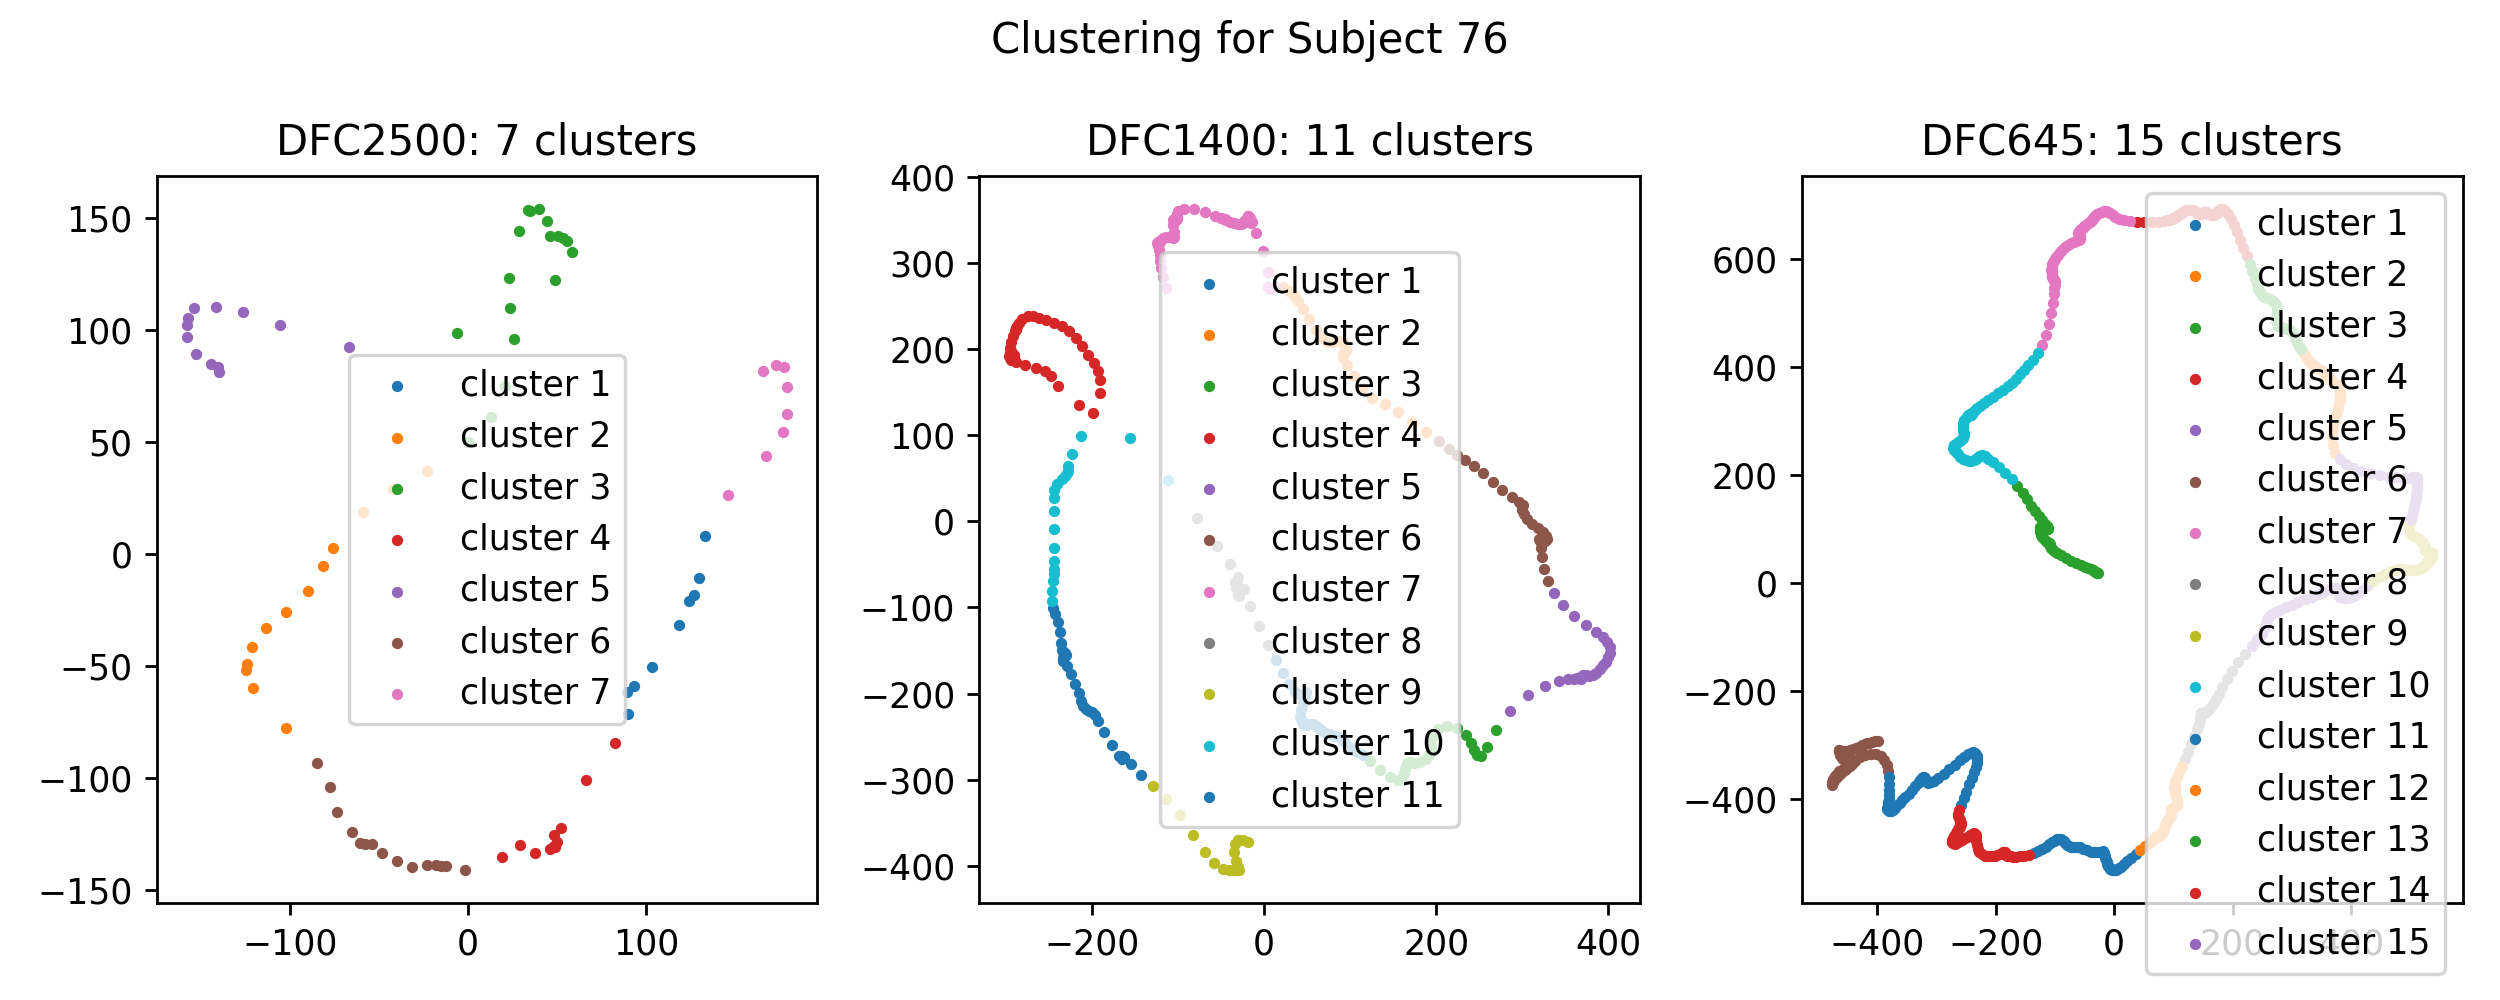 Clustering for Subject 76
DFC2500: 7 clusters
150
100
50
0
−50
−100
−150
−100
0
100
cluster 1
cluster 2
cluster 3
cluster 4
cluster 5
cluster 6
cluster 7
DFC1400: 11 clusters
400
300
200
100
0
−100
−200
−300
−400
−200
0
200
400
cluster 1
cluster 2
cluster 3
cluster 4
cluster 5
cluster 6
cluster 7
cluster 8
cluster 9
cluster 10
cluster 11
DFC645: 15 clusters
600
400
200
0
−200
−400
−400
−200
0
200
400
cluster 1
cluster 2
cluster 3
cluster 4
cluster 5
cluster 6
cluster 7
cluster 8
cluster 9
cluster 10
cluster 11
cluster 12
cluster 13
cluster 14
cluster 15